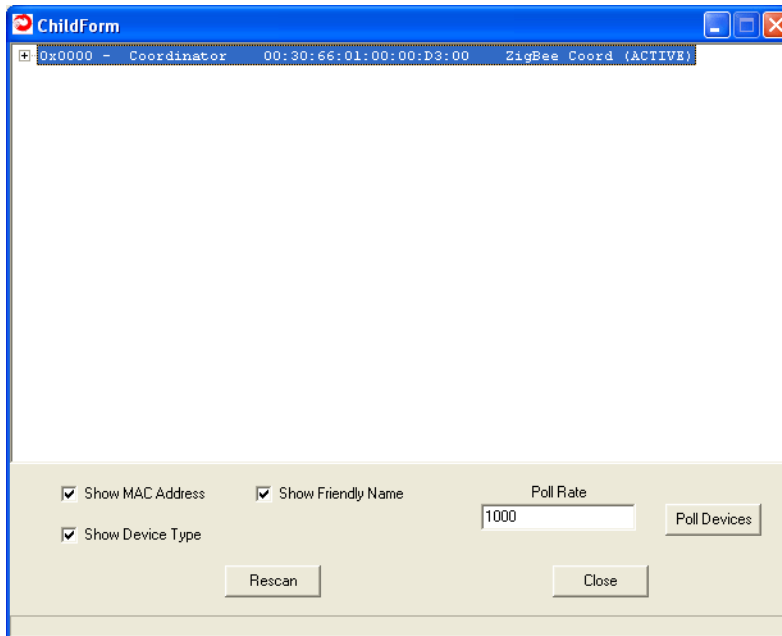 ChildForm
0x0000 - Coordinator 00:30:66:01:00:00:D3:00 ZigBee Coord (ACTIVE)
Show MAC Address Show Friendly Name Poll Rate
1000
Poll Devices
Show Device Type
Rescan Close